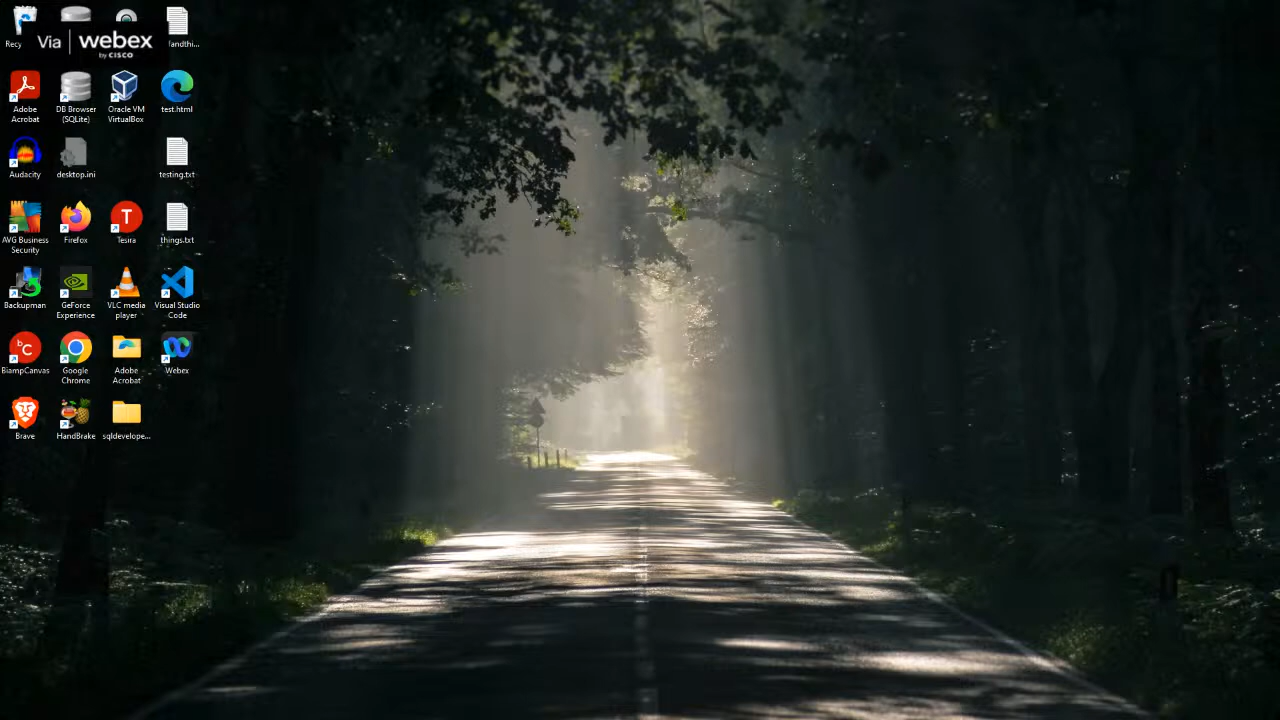 Recy
Via webex
by CISCO
andthi...
Adobe
Acrobat
DB Browser
(SQLite)
Oracle VM
VirtualBox
test.html
Audacity
desktop.ini
testing.txt
AVG Business
Security
Firefox
Tesira
things.txt
Backupman
GeForce
Experience
VLC media
player
Visual Studio
Code
BiampCanvas
Google
Chrome
Adobe
Acrobat
Webex
Brave
HandBrake
sqldevelope...